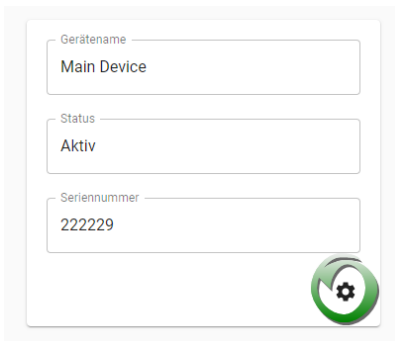 Gerätename
Main Device
Status
Aktiv
Seriennummer
222229